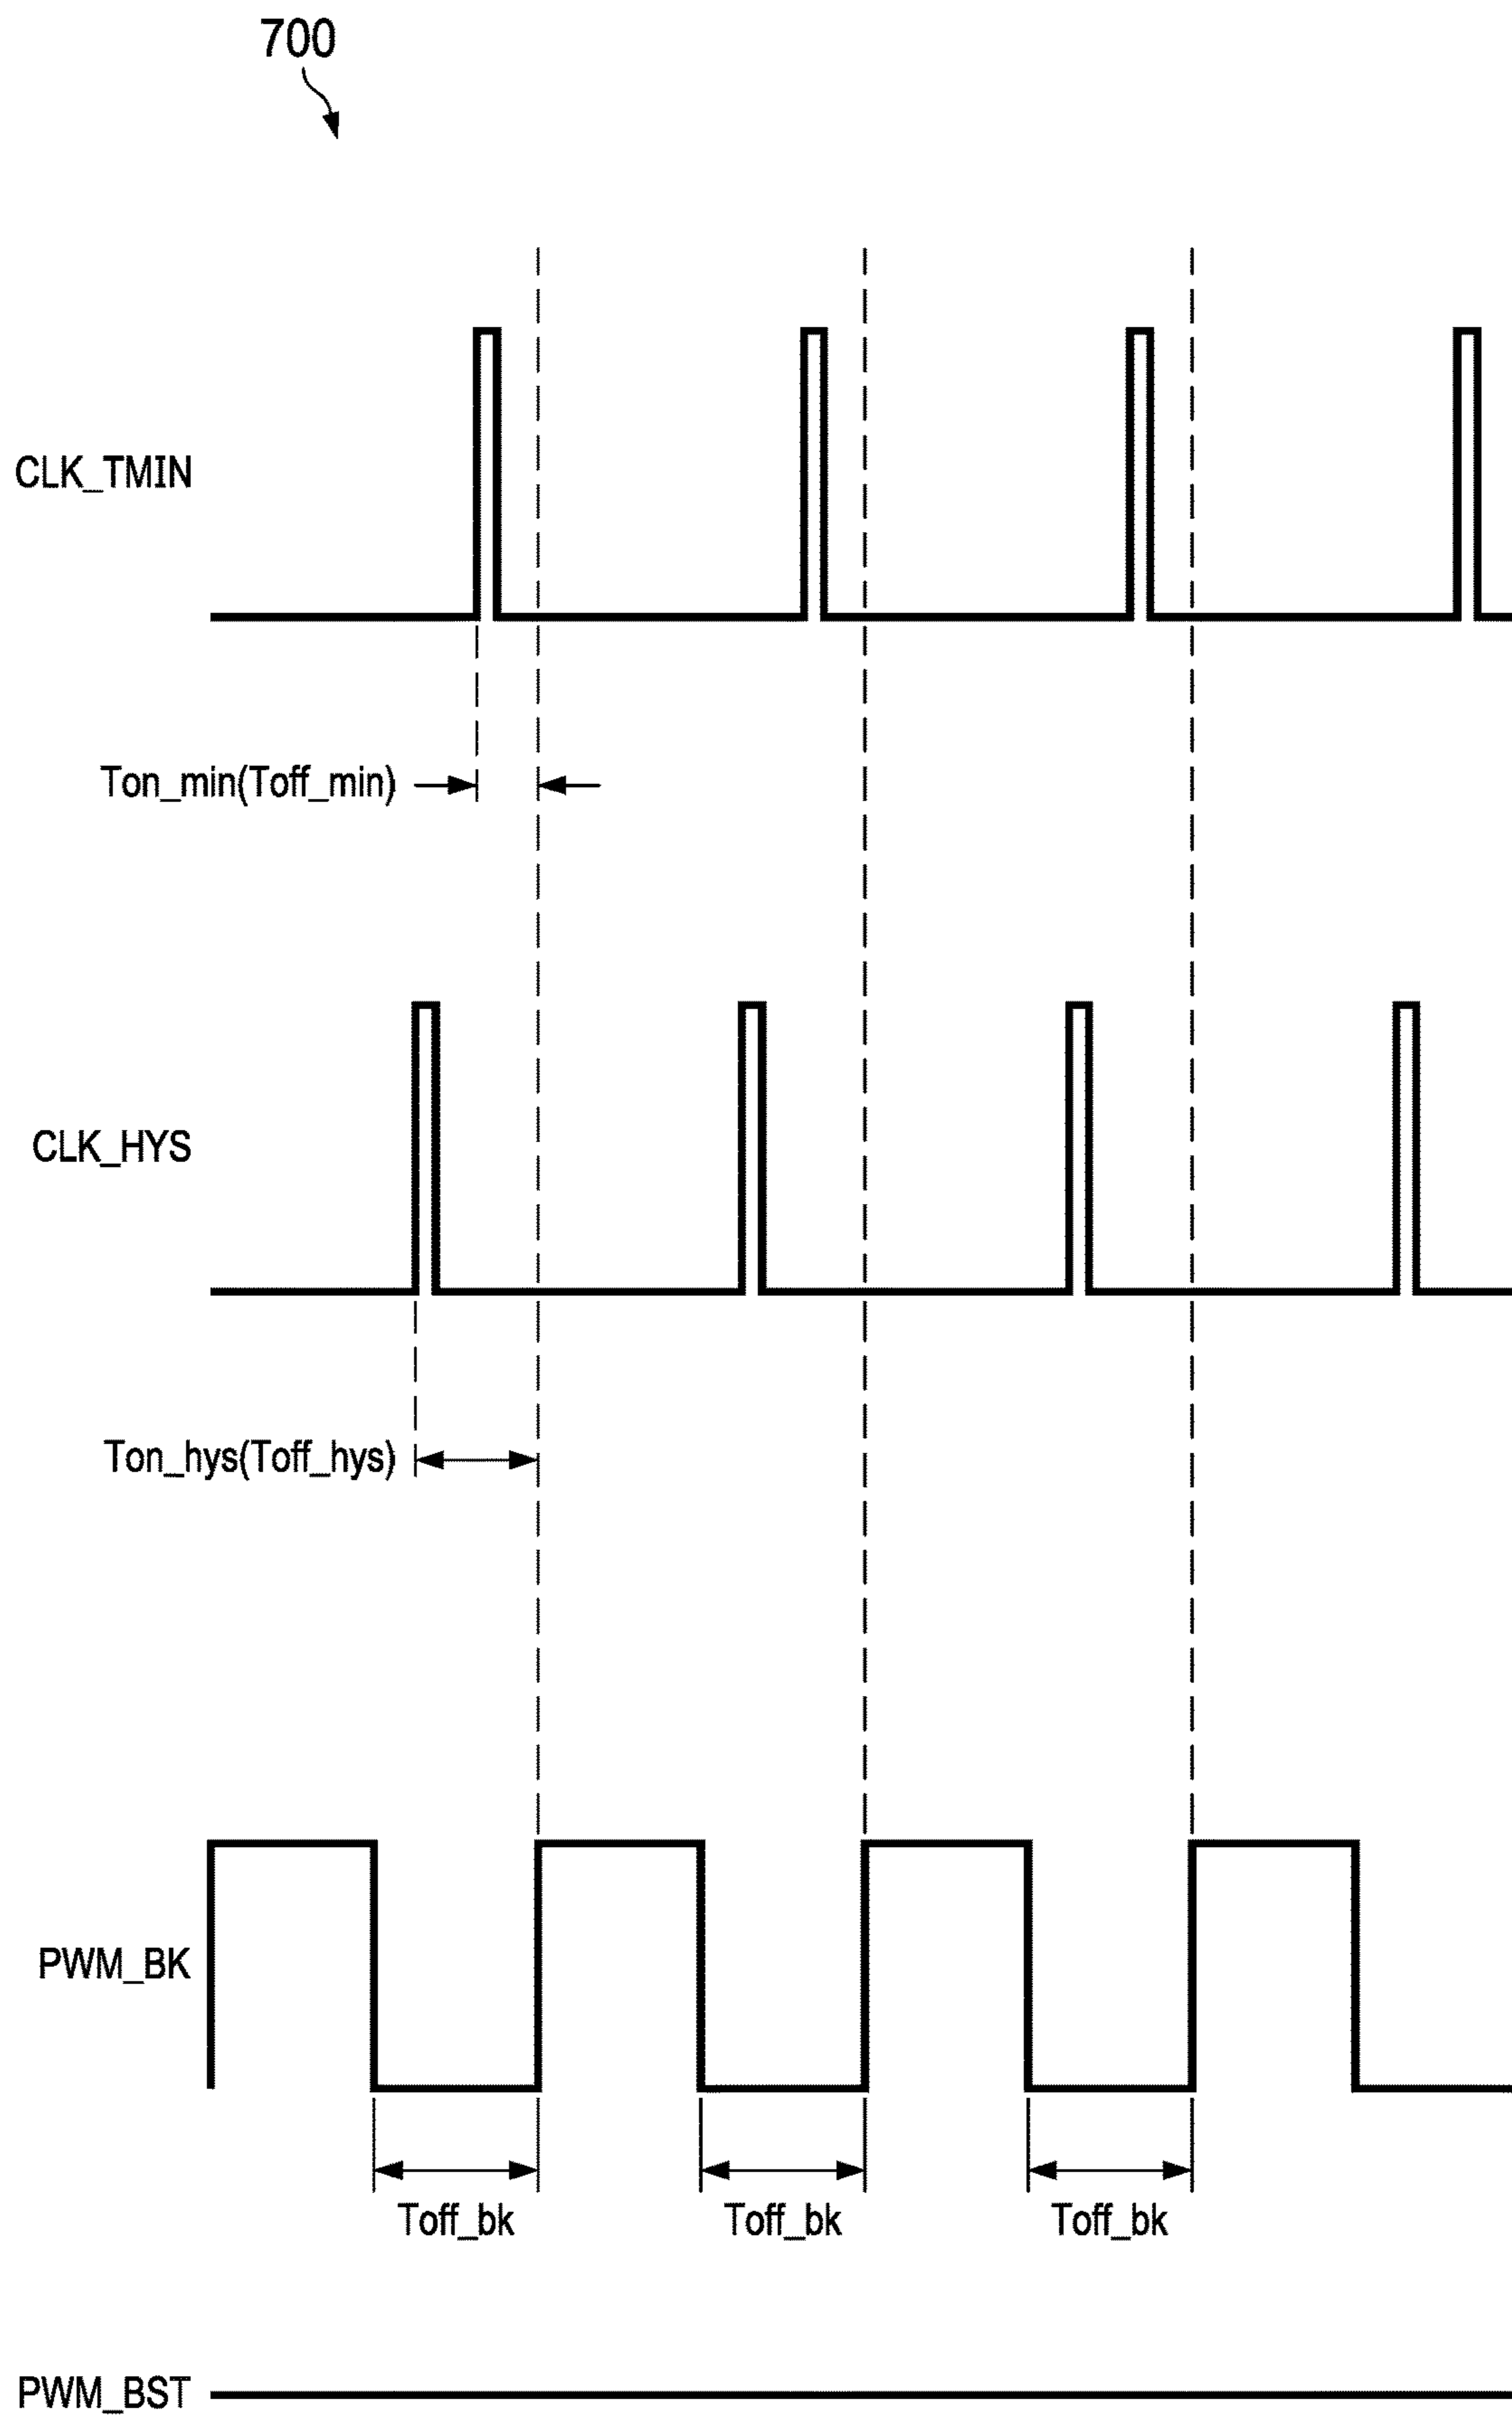 700
CLK_TMIN
Ton_min(Toff_min)
CLK_HYS
Ton_hys(Toff_hys)
PWM_BK
Toff_bk Toff_bk Toff_bk
PWM_BST